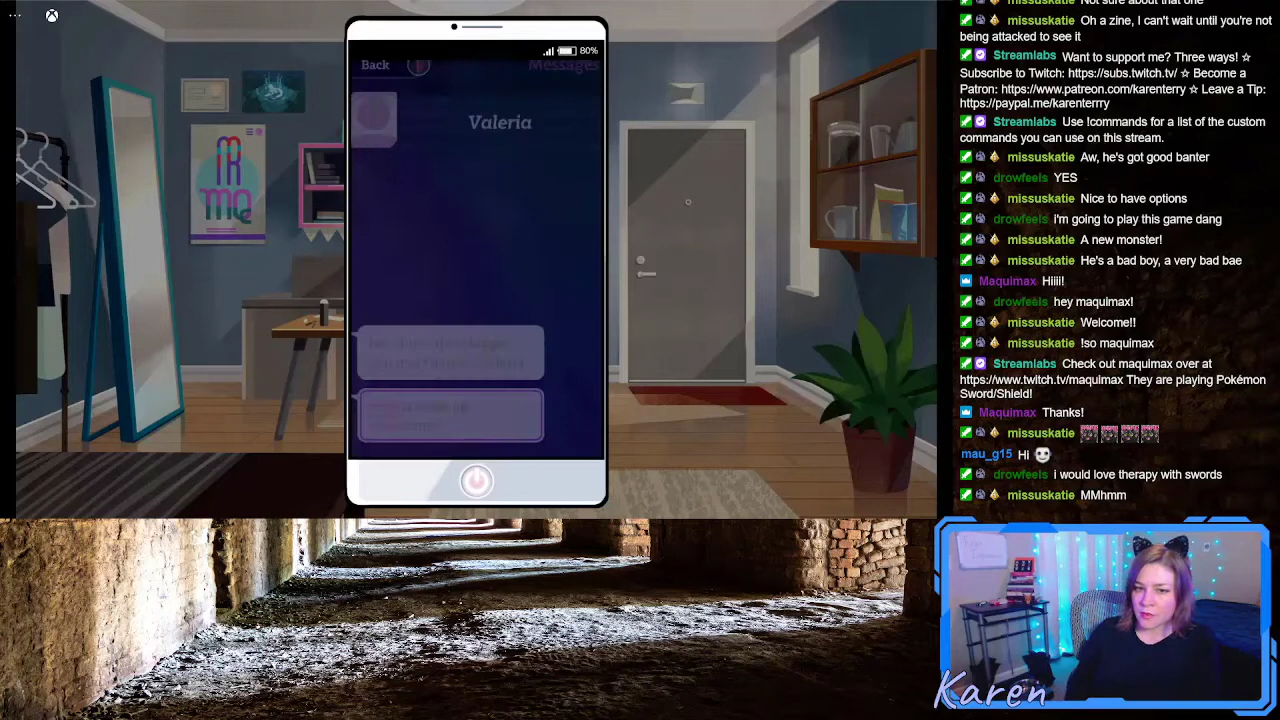 80%
Back
Messages
Valeria
Not sure about that one
missuskatie Oh a zine, I can't wait until you're not
being attacked to see it
Streamlabs Want to support me? Three ways! ☆
Subscribe to Twitch: https://subs.twitch.tv/ ☆ Become a
Patron: https://www.patreon.com/karenterry ☆ Leave a Tip:
https://paypal.me/karenterrry
Streamlabs Use !commands for a list of the custom
commands you can use on this stream.
missuskatie Aw, he's got good banter
drowfeels YES
missuskatie Nice to have options
drowfeels i'm going to play this game dang
missuskatie A new monster!
missuskatie He's a bad boy, a very bad bae
Maquimax Hiiii!
drowfeels hey maquimax!
missuskatie Welcome!!
missuskatie !so maquimax
Streamlabs Check out maquimax over at
https://www.twitch.tv/maquimax They are playing Pokémon
Sword/Shield!
Maquimax Thanks!
missuskatie
mau_g15 Hi
drowfeels i would love therapy with swords
missuskatie MMhmm
Karen